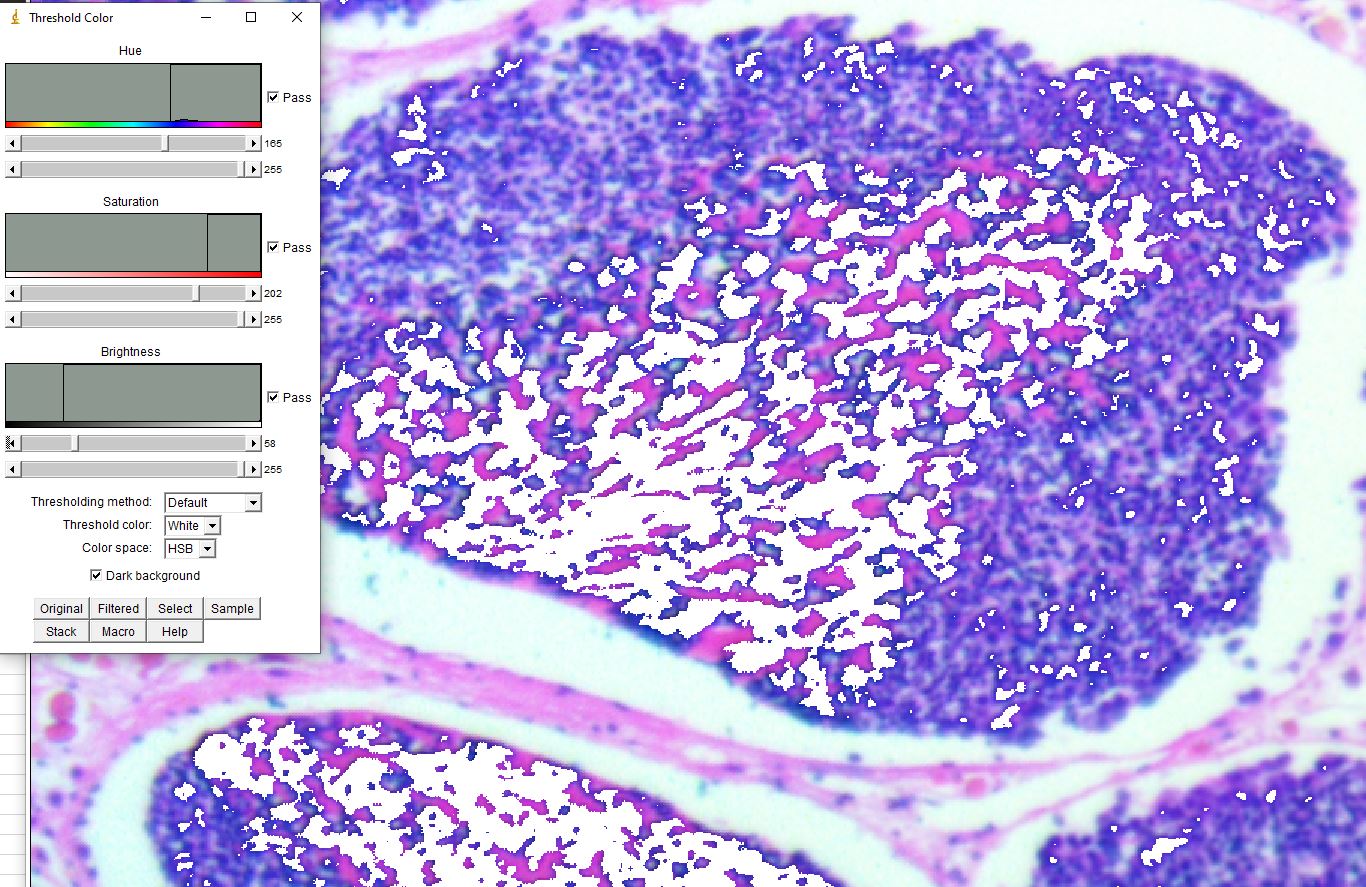 Threshold Color
Hue
Pass
165
255
Saturation
Pass
202
255
Brightness
Pass
58
255
Thresholding method: Default
Threshold color: White
Color space: HSB
Dark background
Original Filtered Select Sample
Stack Macro Help